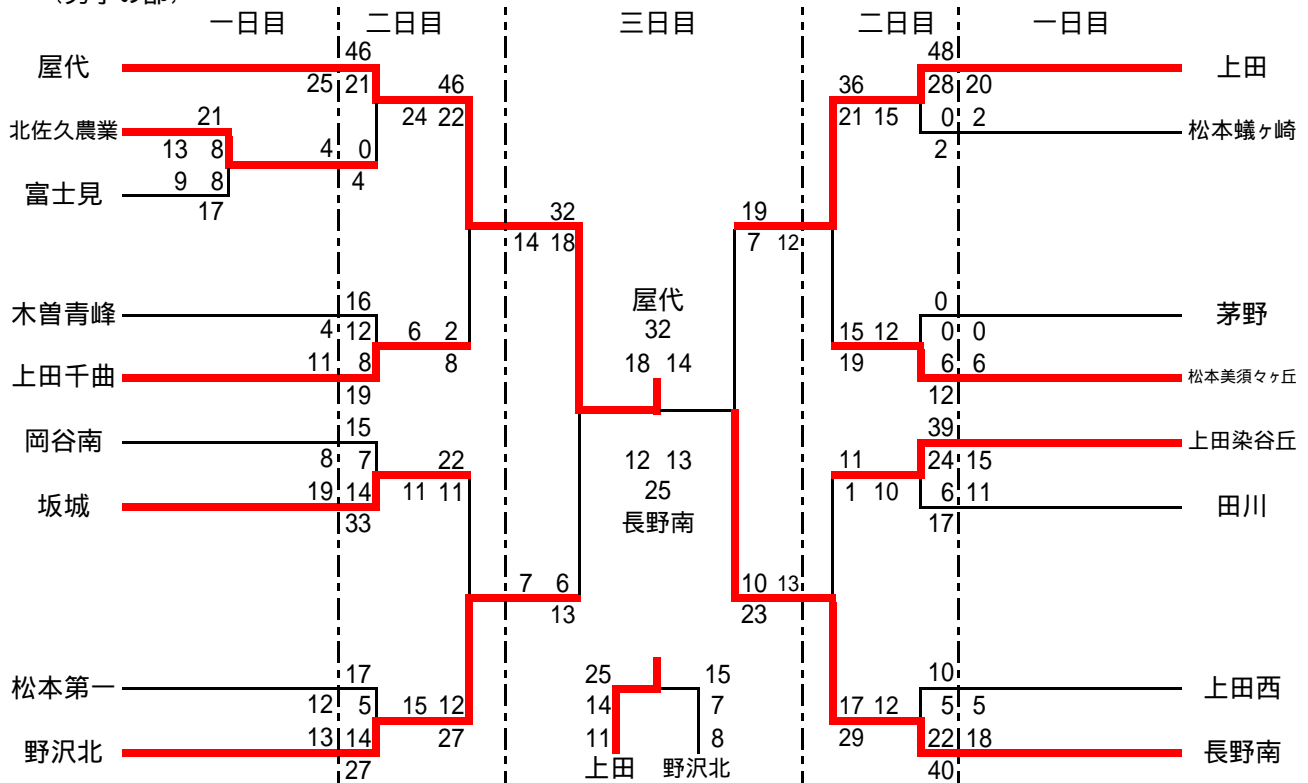 (男子の部)
一日目 二日目 三日目 二日目 一日目
46 48
屋代 上田
25 21 46 36 28 20
24 22 21 15
北佐久農業 21 0 2 松本蟻ヶ崎
13 8 4 0 2
9 8 4
富士見 17
32 19
14 18 7 12
木曽青峰 16 屋代 0 茅野
4 12 6 2 32 15 12 0 0
11 8 8 18 14 19 6 6
上田千曲 19 12 松本美須々ヶ丘
岡谷南 15 39 上田染谷丘
8 7 22 12 13 11 24 15
19 14 11 11 25 1 10 6 11
坂城 33 長野南 17 田川
7 6 10 13
13 23
松本第一 17 25 15 10 上田西
12 5 15 12 14 7 17 12 5 5
13 14 27 11 8 29 22 18
野沢北 27 上田 野沢北 40 長野南